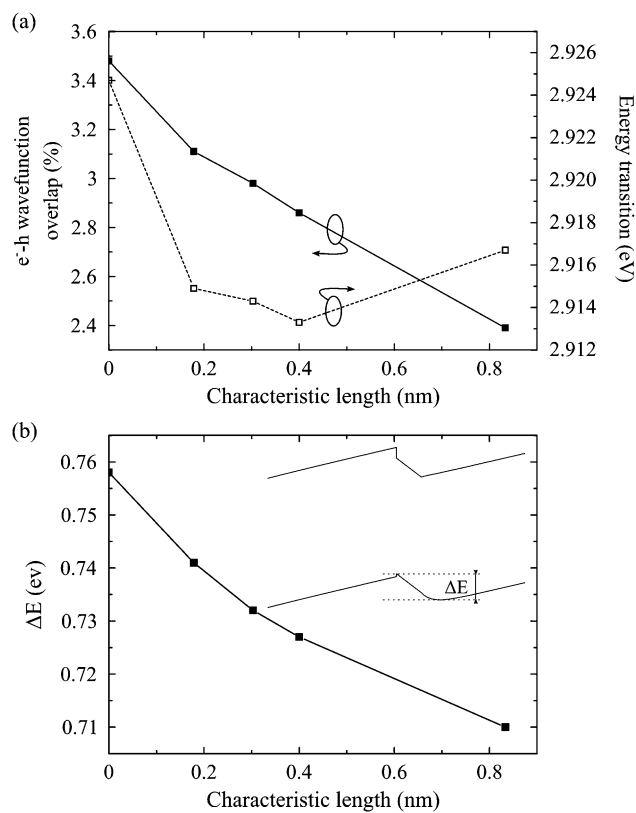 (a)
3.6
3.4
3.2
3
2.8
2.6
2.4
e⁻-h wavefunction
overlap (%)
2.926
2.924
2.922
2.920
2.918
2.916
2.914
2.912
Energy transition (eV)
0 0.2 0.4 0.6 0.8
Characteristic length (nm)
(b)
0.76
0.75
0.74
0.73
0.72
0.71
ΔE (ev)
ΔE
0 0.2 0.4 0.6 0.8
Characteristic length (nm)